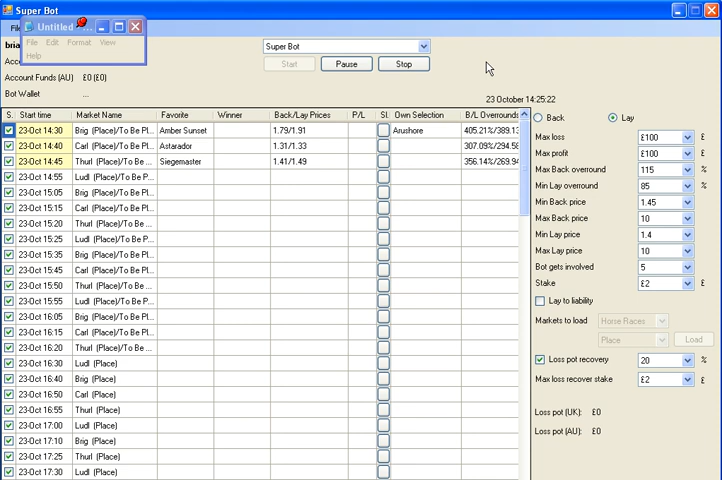 Super Bot
Untitled ...
File Edit Format View
Help
Fil
bria
Acc
Super Bot
Start Pause Stop
Account Funds (AU) £0 (£0)
Bot Wallet ...
23 October 14:25:22
S. Start time Market Name Favorite Winner Back/Lay Prices P/L Sl. Own Selection B/L Overrounds
23-Oct 14:30 Brig (Place)/To Be Pl... Amber Sunset 1.79/1.91 Arushore 405.21%/389.13
23-Oct 14:40 Carl (Place)/To Be Pl... Astarador 1.31/1.33 307.09%/294.58
23-Oct 14:45 Thurl (Place)/To Be ... Siegemaster 1.41/1.49 356.14%/269.94
23-Oct 14:55 Ludl (Place)/To Be P...
23-Oct 15:05 Brig (Place)/To Be Pl...
23-Oct 15:15 Carl (Place)/To Be Pl...
23-Oct 15:20 Thurl (Place)/To Be ...
23-Oct 15:25 Ludl (Place)/To Be P...
23-Oct 15:35 Brig (Place)/To Be Pl...
23-Oct 15:45 Carl (Place)/To Be Pl...
23-Oct 15:50 Thurl (Place)/To Be ...
23-Oct 15:55 Ludl (Place)/To Be P...
23-Oct 16:05 Brig (Place)/To Be Pl...
23-Oct 16:15 Carl (Place)/To Be Pl...
23-Oct 16:20 Thurl (Place)/To Be ...
23-Oct 16:30 Ludl (Place)
23-Oct 16:40 Brig (Place)
23-Oct 16:50 Carl (Place)
23-Oct 16:55 Thurl (Place)
23-Oct 17:00 Ludl (Place)
23-Oct 17:10 Brig (Place)
23-Oct 17:25 Thurl (Place)
23-Oct 17:30 Ludl (Place)
Back Lay
Max loss £100 £
Max profit £100 £
Max Back overround 115 %
Min Lay overround 85 %
Min Back price 1.45
Max Back price 10
Min Lay price 1.4
Max Lay price 10
Bot gets involved 5
Stake £2 £
Lay to liability
Markets to load Horse Races
Place Load
Loss pot recovery 20 %
Max loss recover stake £2 £
Loss pot (UK): £0
Loss pot (AU): £0